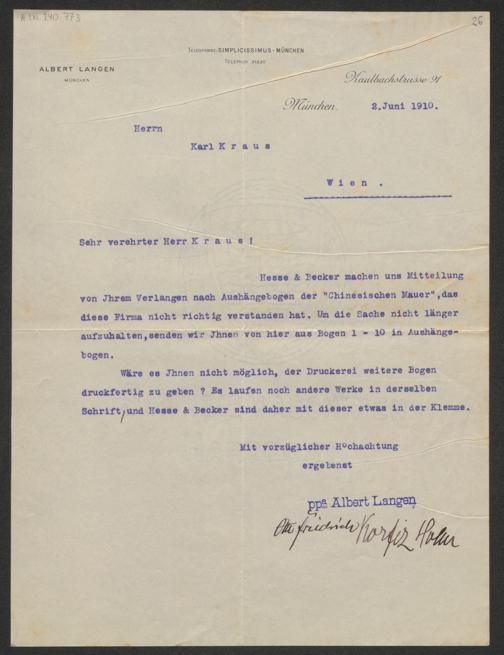 H.I.N. 240.773
26
TELEGRAMME: SIMPLICISSIMUS-MÜNCHEN
TELEPHON
ALBERT LANGEN
MÜNCHEN
Kaulbachstrasse 91
München, 2.Juni 1910.
Herrn
Karl K r a u s
W i e n .
Sehr verehrter Herr K r a u s !
Hesse & Becker machen uns Mitteilung
von Jhrem Verlangen nach Aushängebogen der "Chinesischen Mauer",das
diese Firma nicht richtig verstanden hat. Um die Sache nicht länger
aufzuhalten,senden wir Jhnen von hier aus Bogen 1 - 10 in Aushänge-
bogen.
Wäre es Jhnen nicht möglich, der Druckerei weitere Bogen
druckfertig zu geben ? Es laufen noch andere Werke in derselben
Schrift, und Hesse & Becker sind daher mit dieser etwas in der Klemme.
Mit vorzüglicher Hochachtung
ergebenst
ppa Albert Langen
Otto Friedrich Korfiz Holm